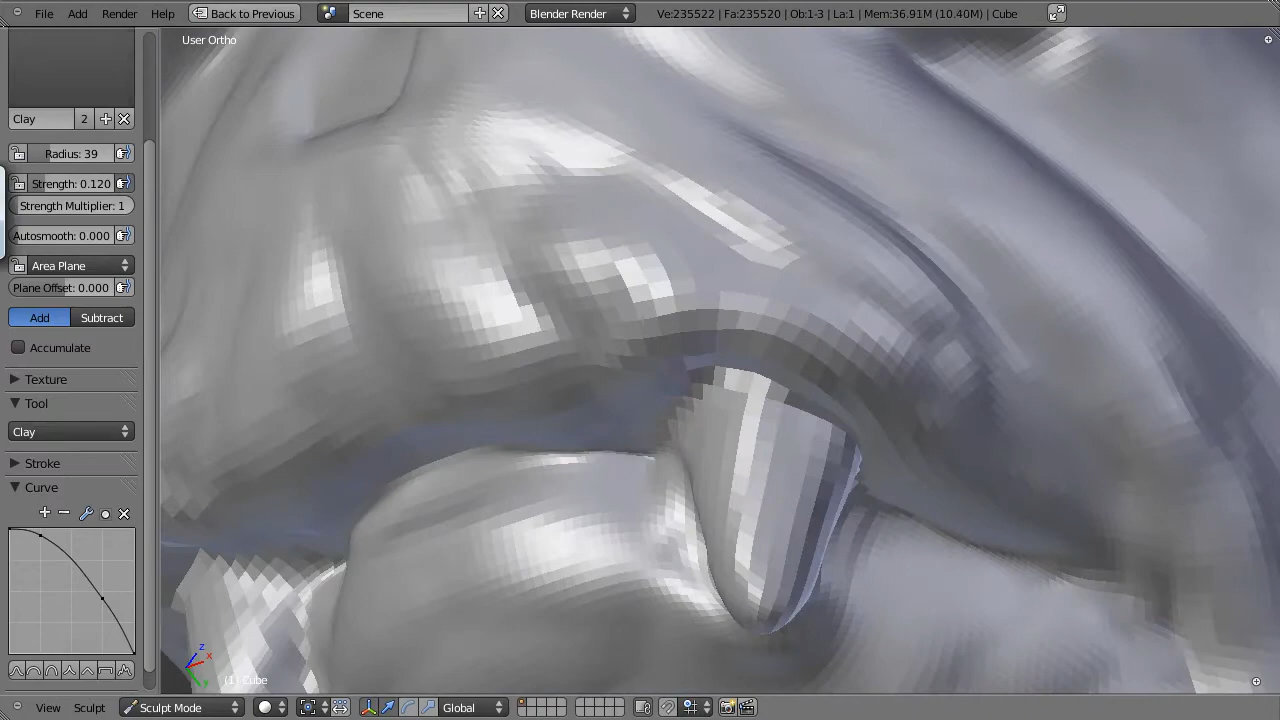 File Add Render Help Back to Previous Scene Blender Render Ve:235522 | Fa:235520 | Ob:1-3 | La:1 | Mem:36.91M (10.40M) | Cube
User Ortho
Clay 2
Radius: 39
Strength: 0.120
Strength Multiplier: 1
Autosmooth: 0.000
Area Plane
Plane Offset: 0.000
Add Subtract
Accumulate
Texture
Tool
Clay
Stroke
Curve
z
x
y
(1) Cube
View Sculpt Sculpt Mode Global